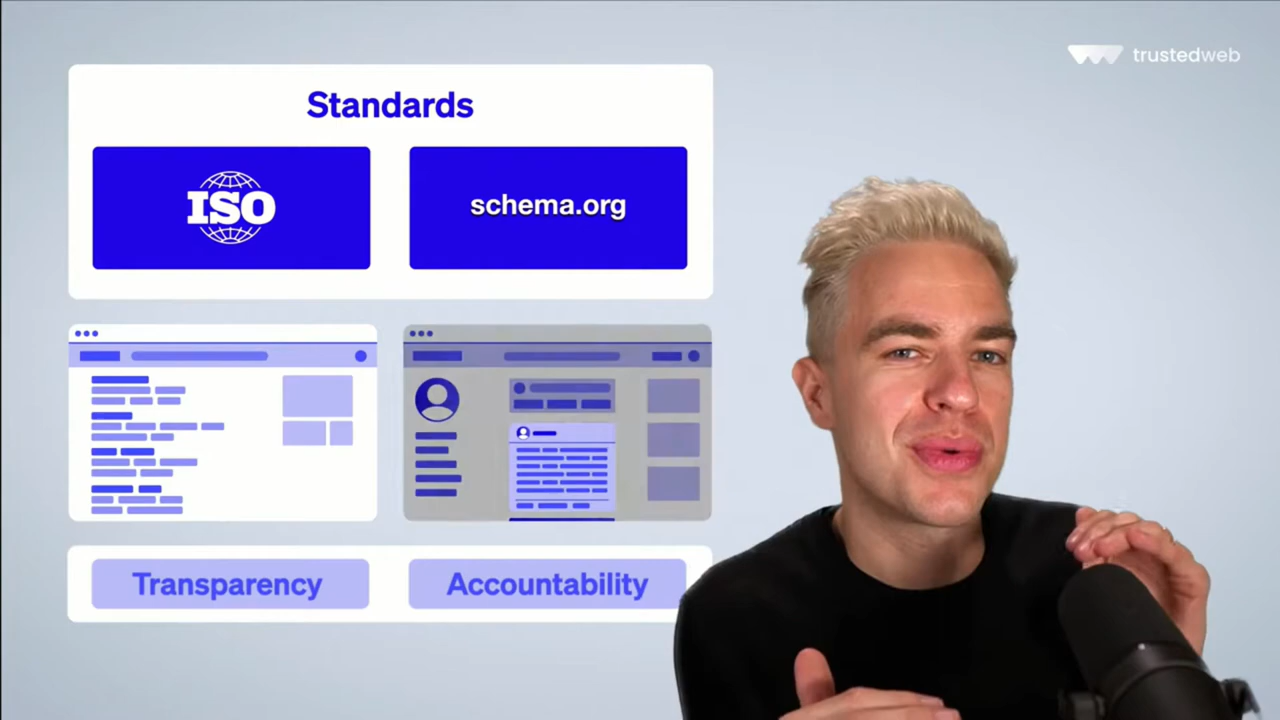 trustedweb
Standards
ISO
schema.org
Transparency
Accountability